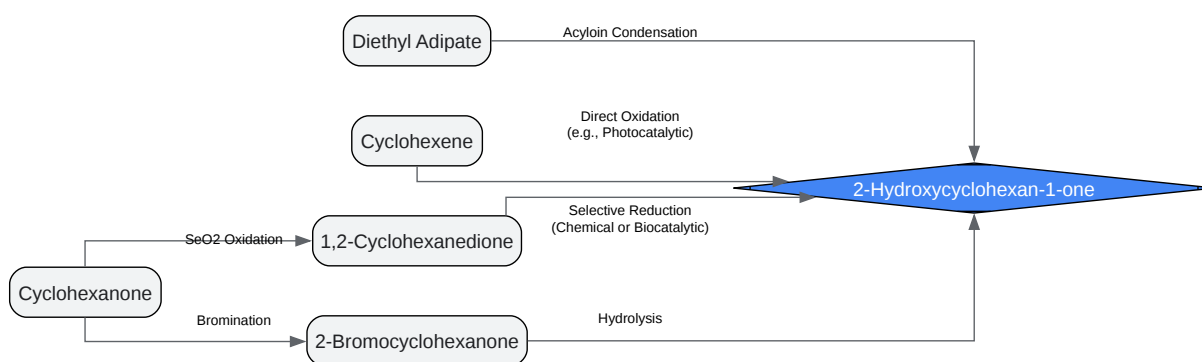 Diethyl Adipate
Acyloin Condensation
Cyclohexene
Direct Oxidation
(e.g., Photocatalytic)
2-Hydroxycyclohexan-1-one
SeO2 Oxidation
1,2-Cyclohexanedione
Selective Reduction
(Chemical or Biocatalytic)
Cyclohexanone
Bromination
2-Bromocyclohexanone
Hydrolysis